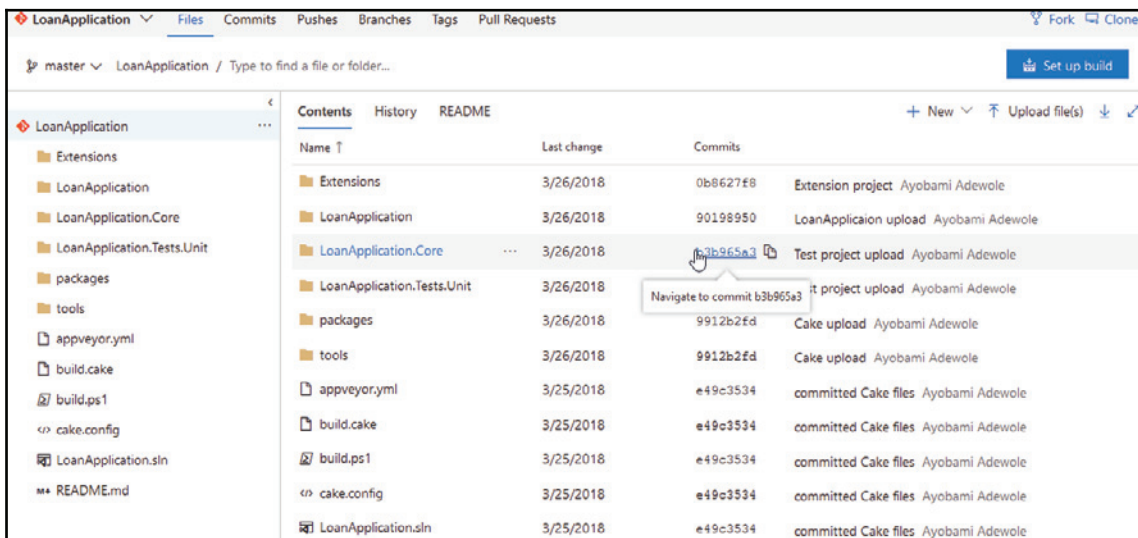 LoanApplication Files Commits Pushes Branches Tags Pull Requests Fork Clone
master LoanApplication / Type to find a file or folder... Set up build
LoanApplication
Extensions
LoanApplication
LoanApplication.Core
LoanApplication.Tests.Unit
packages
tools
appveyor.yml
build.cake
build.ps1
cake.config
LoanApplication.sln
README.md
Contents History README + New Upload file(s)
Name Last change Commits
Extensions 3/26/2018 0b8627f8 Extension project Ayobami Adewole
LoanApplication 3/26/2018 90198950 LoanApplicaion upload Ayobami Adewole
LoanApplication.Core ... 3/26/2018 b3b965a3 Test project upload Ayobami Adewole
LoanApplication.Tests.Unit 3/26/2018 project upload Ayobami Adewole
Navigate to commit b3b965a3
packages 3/26/2018 9912b2fd Cake upload Ayobami Adewole
tools 3/26/2018 9912b2fd Cake upload Ayobami Adewole
appveyor.yml 3/25/2018 e49c3534 committed Cake files Ayobami Adewole
build.cake 3/25/2018 e49c3534 committed Cake files Ayobami Adewole
build.ps1 3/25/2018 e49c3534 committed Cake files Ayobami Adewole
cake.config 3/25/2018 e49c3534 committed Cake files Ayobami Adewole
LoanApplication.sln 3/25/2018 e49c3534 committed Cake files Ayobami Adewole